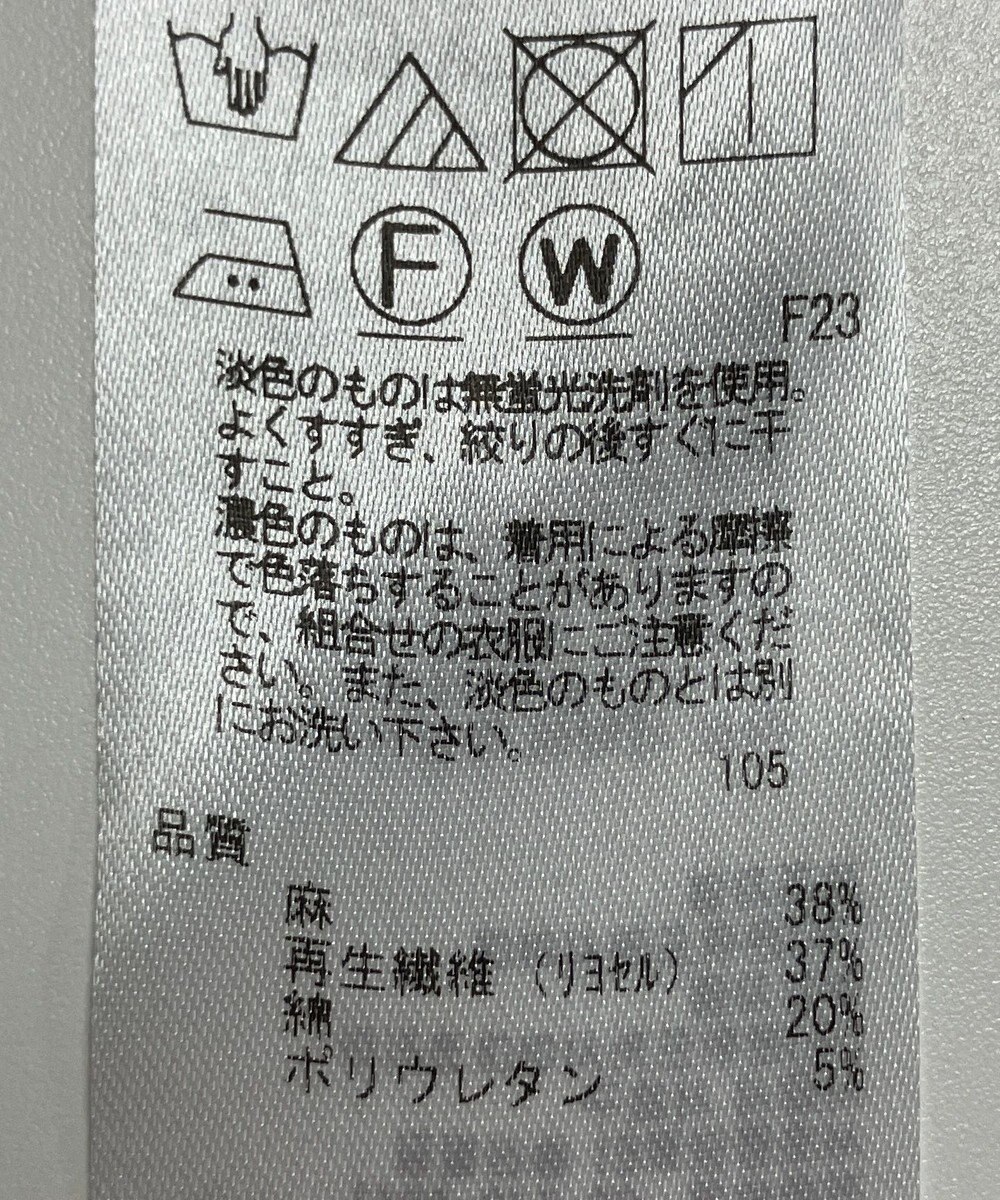 F
W
F23
淡色のものは無蛍光洗剤を使用。
よくすすぎ、絞りの後すぐに干
すこと。
濃色のものは、着用による摩擦
で色落ちすることがありますの
で、組合せの衣服にご注意くだ
さい。また、淡色のものとは別
にお洗い下さい。
105
品質
麻 38%
再生繊維（リヨセル） 37%
綿 20%
ポリウレタン 5%